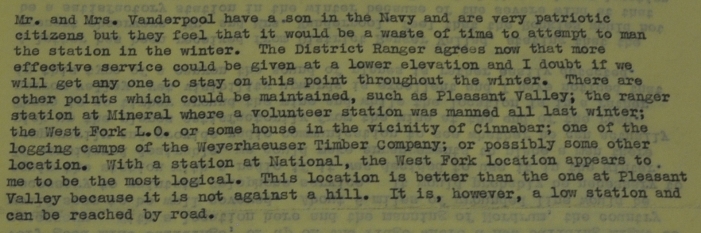 Mr. and Mrs. Vanderpool have a son in the Navy and are very patriotic
citizens but they feel that it would be a waste of time to attempt to man
the station in the winter. The District Ranger agrees now that more
effective service could be given at a lower elevation and I doubt if we
will get any one to stay on this point throughout the winter. There are
other points which could be maintained, such as Pleasant Valley; the ranger
station at Mineral where a volunteer station was manned all last winter;
the West Fork L.O. or some house in the vicinity of Cinnabar; one of the
logging camps of the Weyerhaeuser Timber Company; or possibly some other
location. With a station at National, the West Fork location appears to
me to be the most logical. This location is better than the one at Pleasant
Valley because it is not against a hill. It is, however, a low station and
can be reached by road.